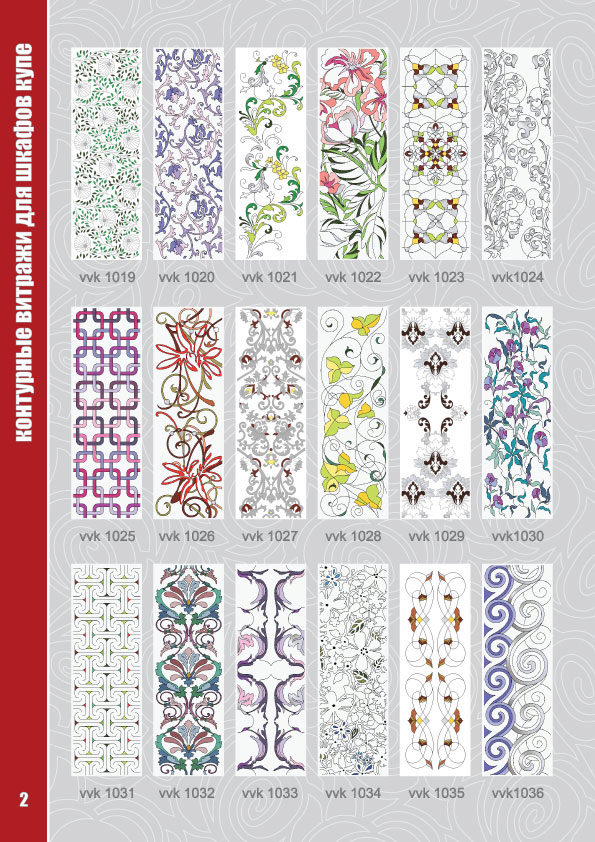 контурные витражи для шкафов купе
vvk 1019 vvk 1020 vvk 1021 vvk 1022 vvk 1023 vvk1024
vvk 1025 vvk 1026 vvk 1027 vvk 1028 vvk 1029 vvk1030
vvk 1031 vvk 1032 vvk 1033 vvk 1034 vvk 1035 vvk1036
2